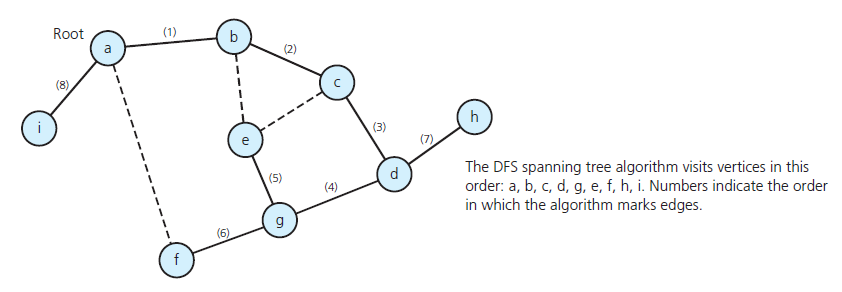 Root
a
(1)
b
(2)
c
(8)
i
e
(3)
(7)
h
(5)
(4)
d
g
(6)
f
The DFS spanning tree algorithm visits vertices in this
order: a, b, c, d, g, e, f, h, i. Numbers indicate the order
in which the algorithm marks edges.